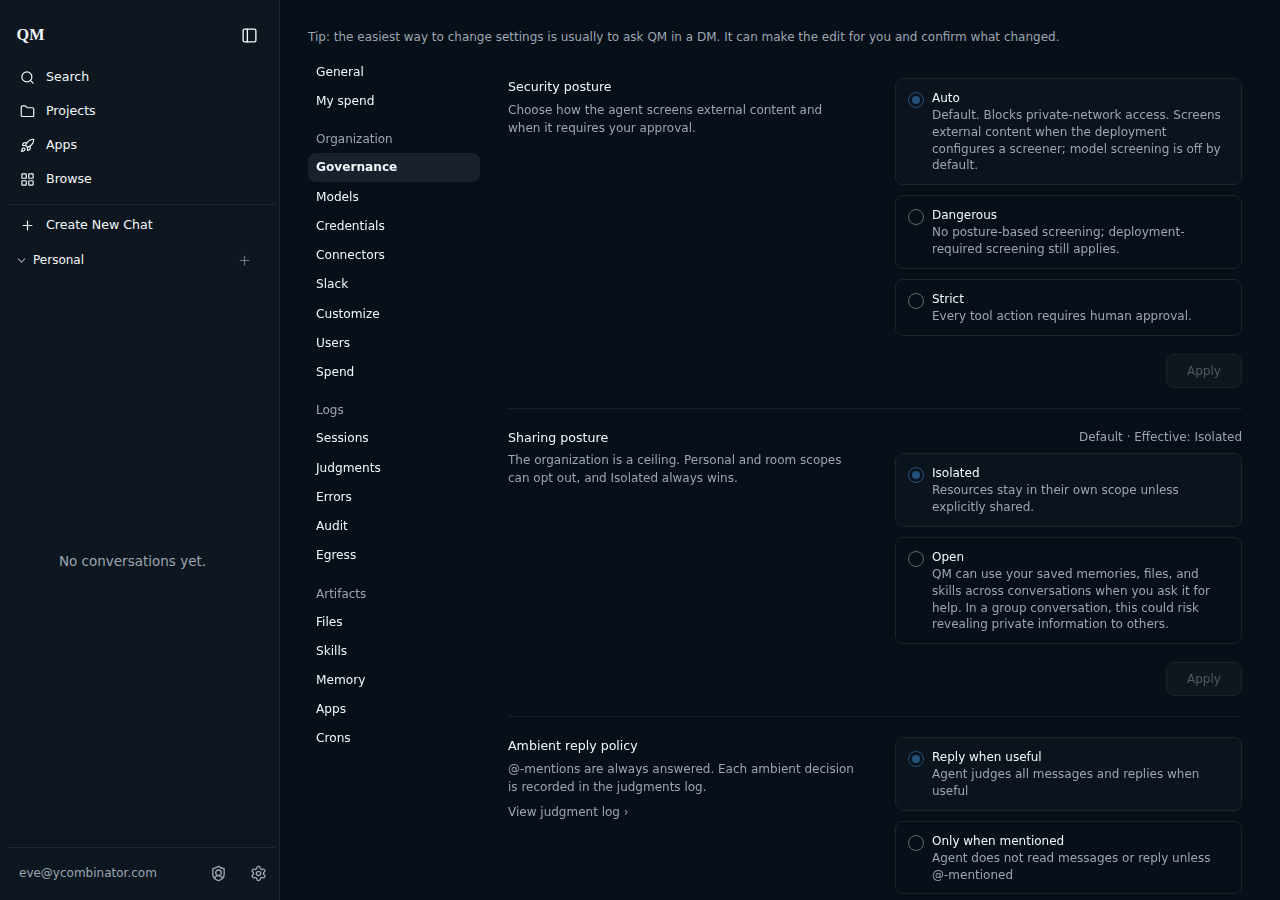 QM
Search
Projects
Apps
Browse
Create New Chat
Personal
No conversations yet.
eve@ycombinator.com
Tip: the easiest way to change settings is usually to ask QM in a DM. It can make the edit for you and confirm what changed.
General
My spend
Organization
Governance
Models
Credentials
Connectors
Slack
Customize
Users
Spend
Logs
Sessions
Judgments
Errors
Audit
Egress
Artifacts
Files
Skills
Memory
Apps
Crons
Security posture
Choose how the agent screens external content and
when it requires your approval.
Auto
Default. Blocks private-network access. Screens
external content when the deployment
configures a screener; model screening is off by
default.
Dangerous
No posture-based screening; deployment-
required screening still applies.
Strict
Every tool action requires human approval.
Apply
Sharing posture
The organization is a ceiling. Personal and room scopes
can opt out, and Isolated always wins.
Default · Effective: Isolated
Isolated
Resources stay in their own scope unless
explicitly shared.
Open
QM can use your saved memories, files, and
skills across conversations when you ask it for
help. In a group conversation, this could risk
revealing private information to others.
Apply
Ambient reply policy
@-mentions are always answered. Each ambient decision
is recorded in the judgments log.
View judgment log ›
Reply when useful
Agent judges all messages and replies when
useful
Only when mentioned
Agent does not read messages or reply unless
@-mentioned